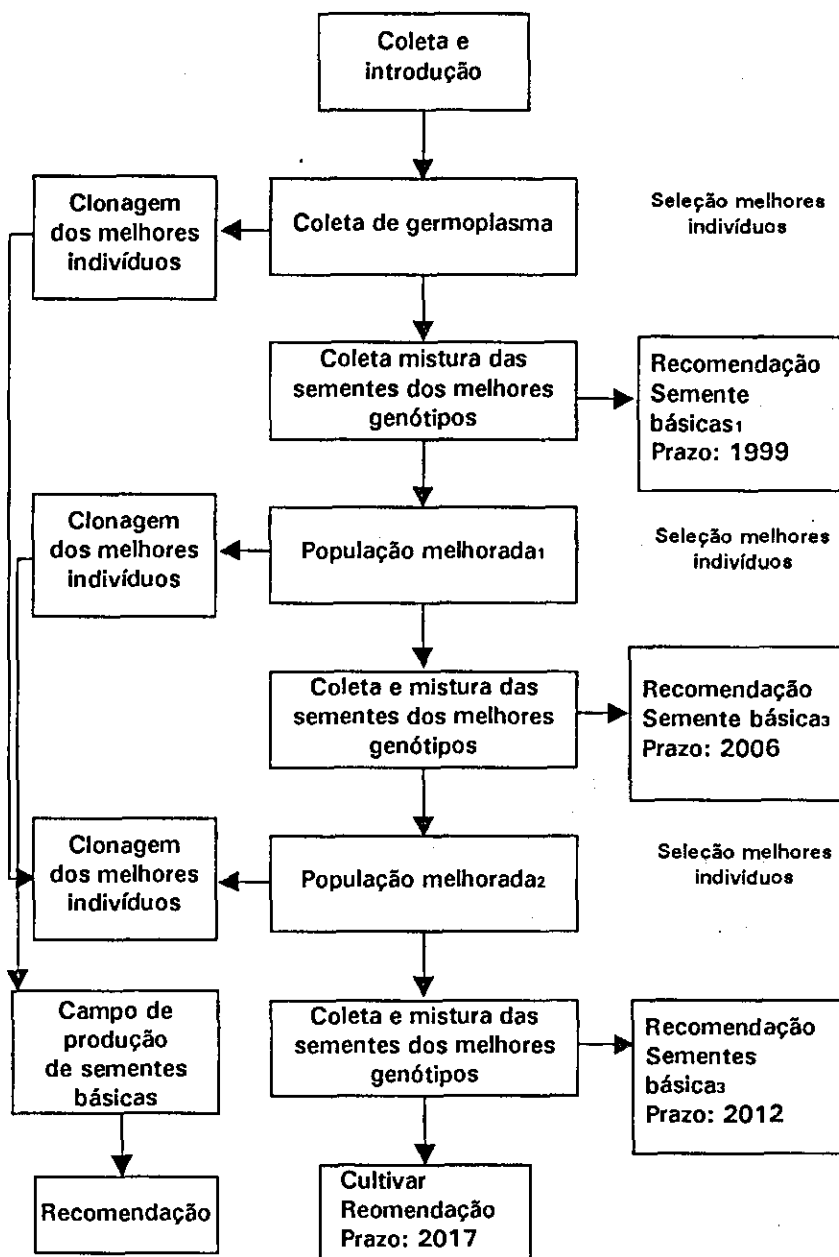 Coleta e
introdução
Clonagem
dos melhores
indivíduos
Coleta de germoplasma
Seleção melhores
indivíduos
Coleta mistura das
sementes dos melhores
genótipos
Recomendação
Semente
básicas₁
Prazo: 1999
Clonagem
dos melhores
indivíduos
População melhorada₁
Seleção melhores
indivíduos
Coleta e mistura das
sementes dos melhores
genótipos
Recomendação
Semente básica₃
Prazo: 2006
Clonagem
dos melhores
indivíduos
População melhorada₂
Seleção melhores
indivíduos
Campo de
produção
de sementes
básicas
Coleta e mistura das
sementes dos melhores
genótipos
Recomendação
Sementes
básica₃
Prazo: 2012
Recomendação
Cultivar
Reomendação
Prazo: 2017